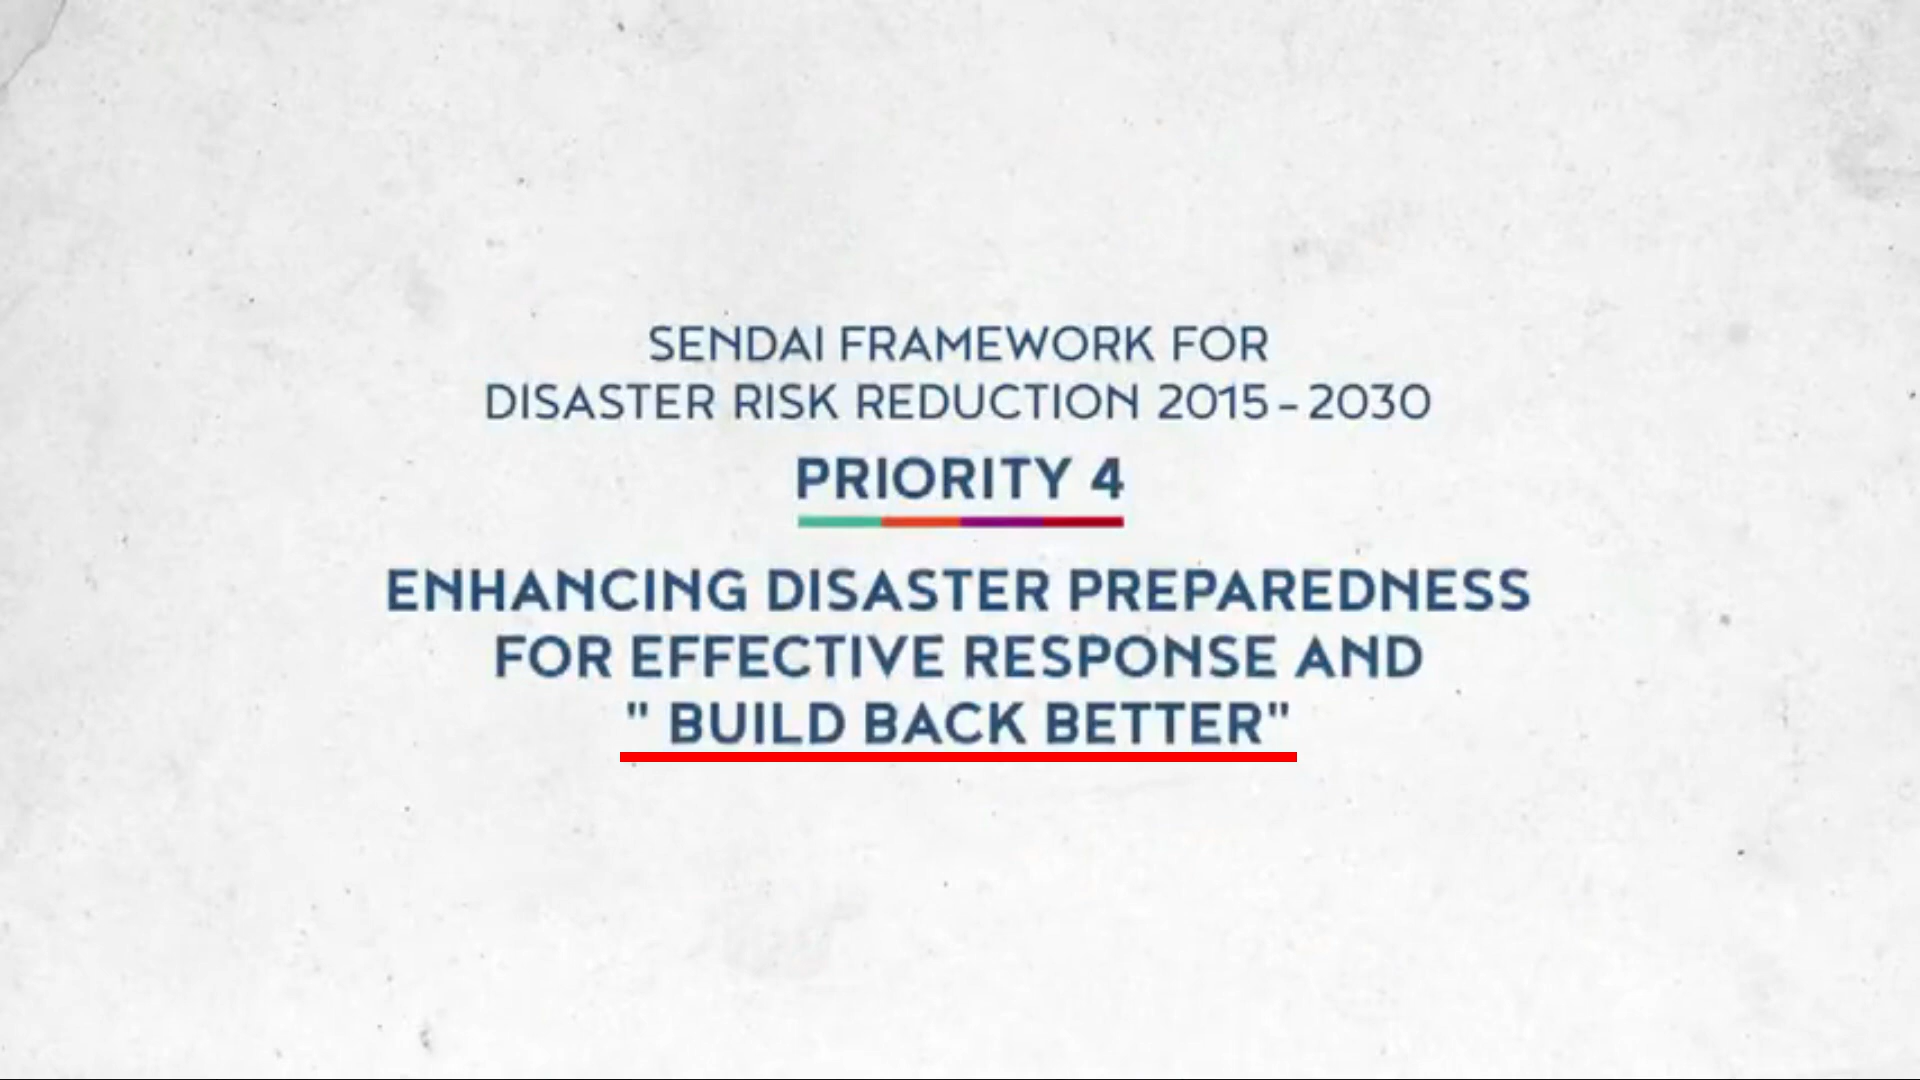 SENDAI FRAMEWORK FOR
DISASTER RISK REDUCTION 2015-2030
PRIORITY 4
ENHANCING DISASTER PREPAREDNESS
FOR EFFECTIVE RESPONSE AND
" BUILD BACK BETTER"